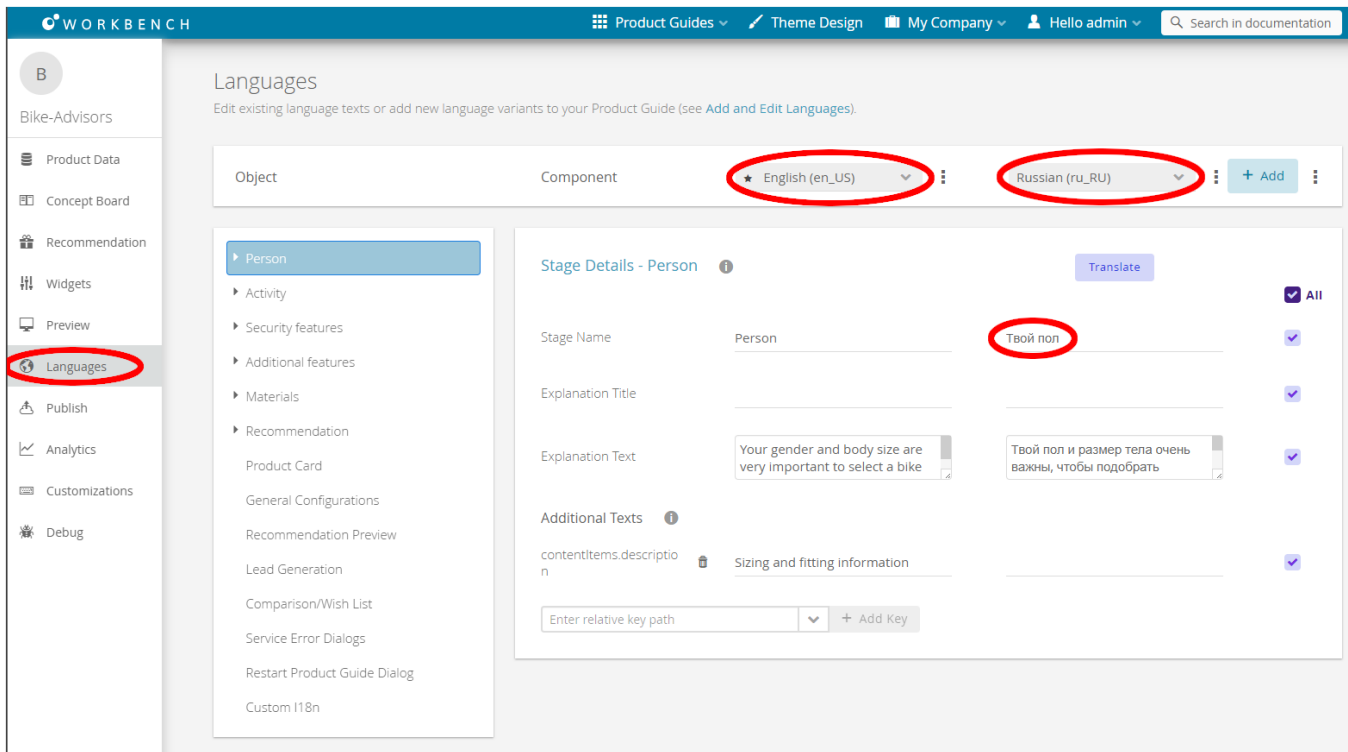 WORKBENCH
Product Guides
Theme Design
My Company
Hello admin
Search in documentation
B
Bike-Advisors
Product Data
Concept Board
Recommendation
Widgets
Preview
Languages
Publish
Analytics
Customizations
Debug
Languages
Edit existing language texts or add new language variants to your Product Guide (see Add and Edit Languages).
Object
Component
★ English (en_US)
Russian (ru_RU)
+ Add
Person
Activity
Security features
Additional features
Materials
Recommendation
Product Card
General Configurations
Recommendation Preview
Lead Generation
Comparison/Wish List
Service Error Dialogs
Restart Product Guide Dialog
Custom I18n
Stage Details - Person
Translate
All
Stage Name
Person
Твой пол
Explanation Title
Explanation Text
Your gender and body size are
very important to select a bike
Твой пол и размер тела очень
важны, чтобы подобрать
Additional Texts
contentItems.descriptio
n
Sizing and fitting information
Enter relative key path
+ Add Key